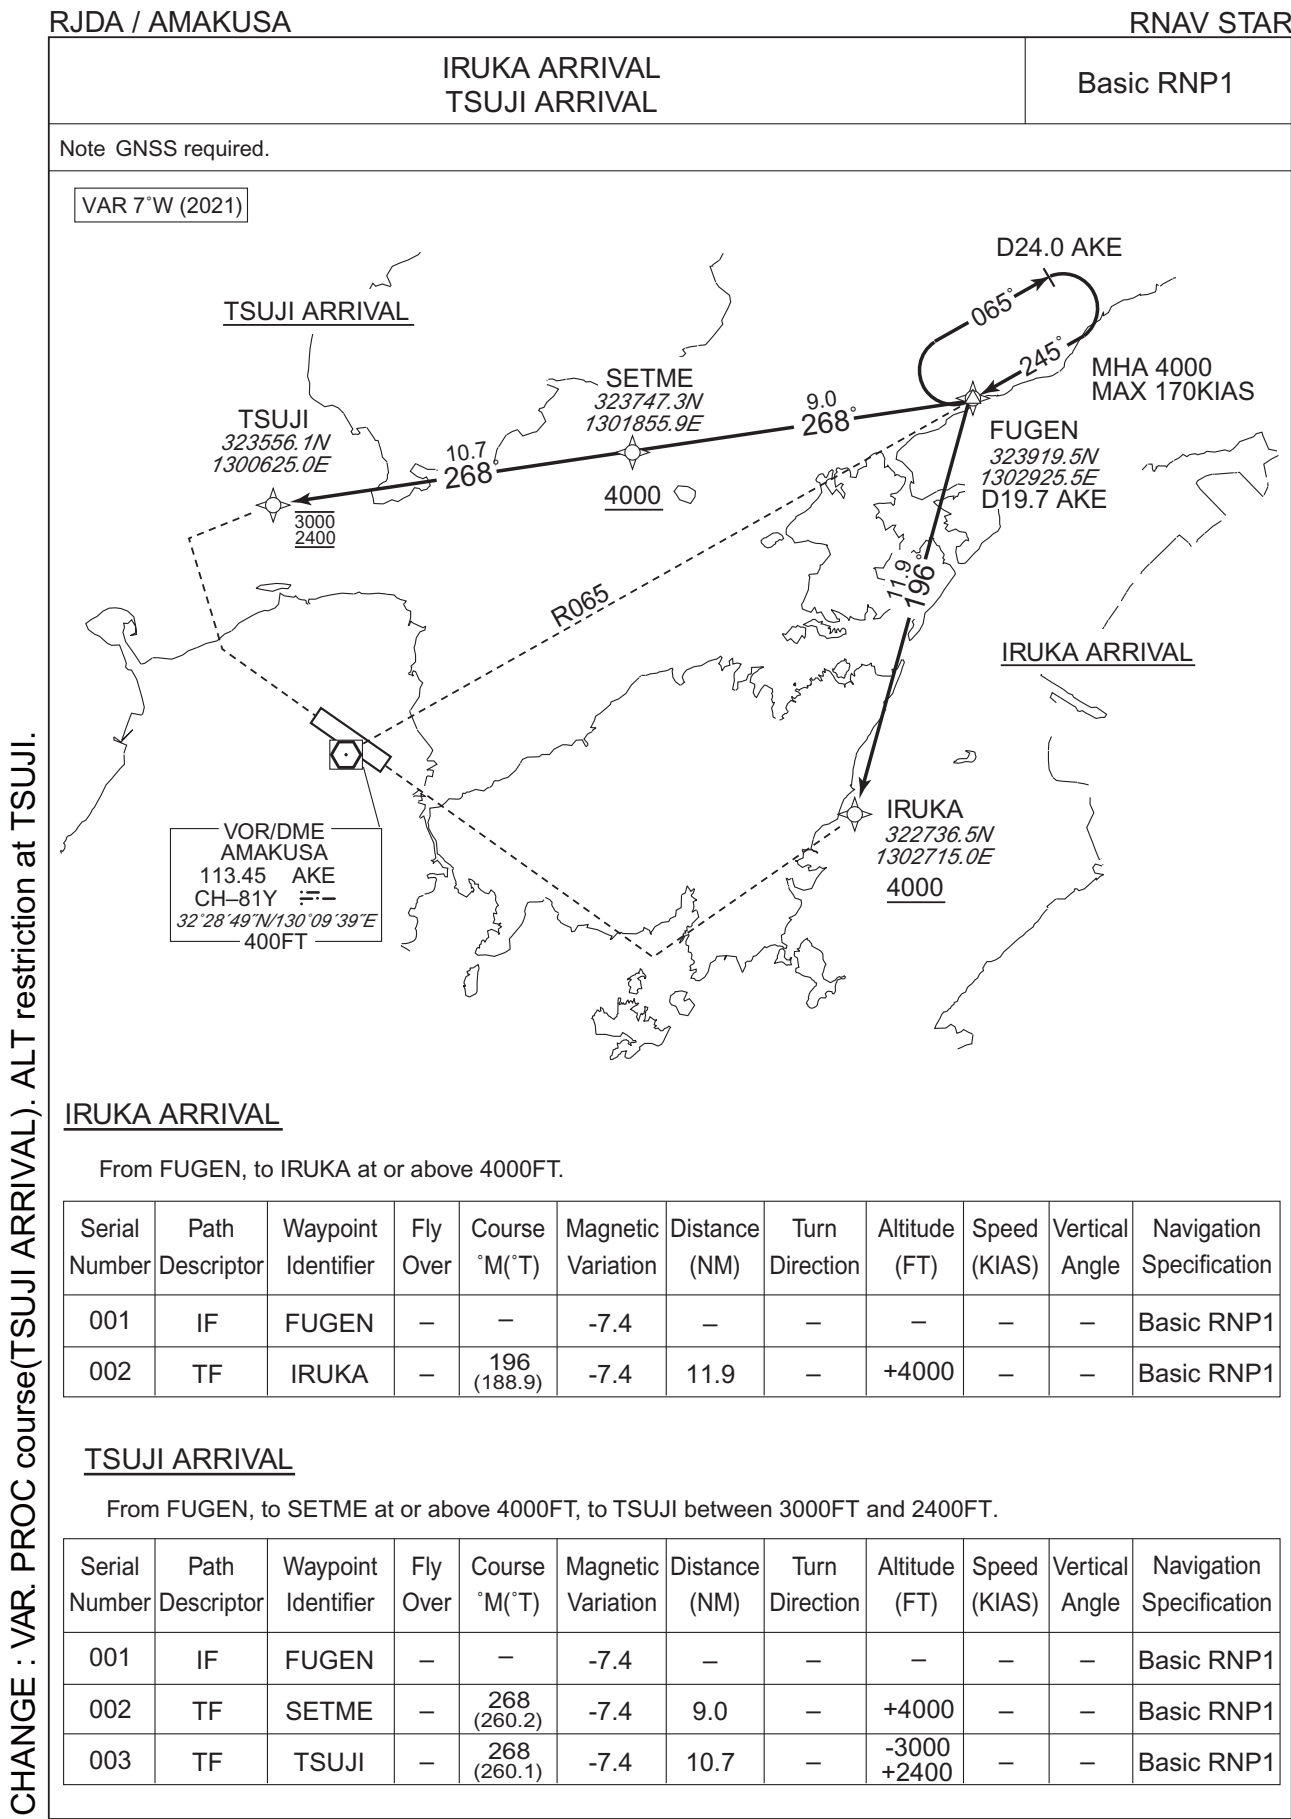 RJDA / AMAKUSA
RNAV STAR
IRUKA ARRIVAL
TSUJI ARRIVAL
Basic RNP1
Note GNSS required.
VAR 7°W (2021)
D24.0 AKE
TSUJI ARRIVAL
065°
245°
MHA 4000
MAX 170KIAS
SETME
323747.3N
1301855.9E
9.0
268°
TSUJI
323556.1N
1300625.0E
10.7
268°
FUGEN
323919.5N
1302925.5E
D19.7 AKE
4000
3000
2400
11.9
196°
R065
IRUKA ARRIVAL
IRUKA
322736.5N
1302715.0E
4000
VOR/DME
AMAKUSA
113.45 AKE
CH–81Y
32°28′49″N/130°09′39″E
400FT
IRUKA ARRIVAL
From FUGEN, to IRUKA at or above 4000FT.
Serial Path Waypoint Fly Course Magnetic Distance Turn Altitude Speed Vertical Navigation
Number Descriptor Identifier Over °M(°T) Variation (NM) Direction (FT) (KIAS) Angle Specification
001 IF FUGEN – – -7.4 – – – – – Basic RNP1
002 TF IRUKA – 196 (188.9) -7.4 11.9 – +4000 – – Basic RNP1
TSUJI ARRIVAL
From FUGEN, to SETME at or above 4000FT, to TSUJI between 3000FT and 2400FT.
Serial Path Waypoint Fly Course Magnetic Distance Turn Altitude Speed Vertical Navigation
Number Descriptor Identifier Over °M(°T) Variation (NM) Direction (FT) (KIAS) Angle Specification
001 IF FUGEN – – -7.4 – – – – – Basic RNP1
002 TF SETME – 268 (260.2) -7.4 9.0 – +4000 – – Basic RNP1
003 TF TSUJI – 268 (260.1) -7.4 10.7 – -3000 +2400 – – Basic RNP1
CHANGE : VAR. PROC course(TSUJI ARRIVAL). ALT restriction at TSUJI.